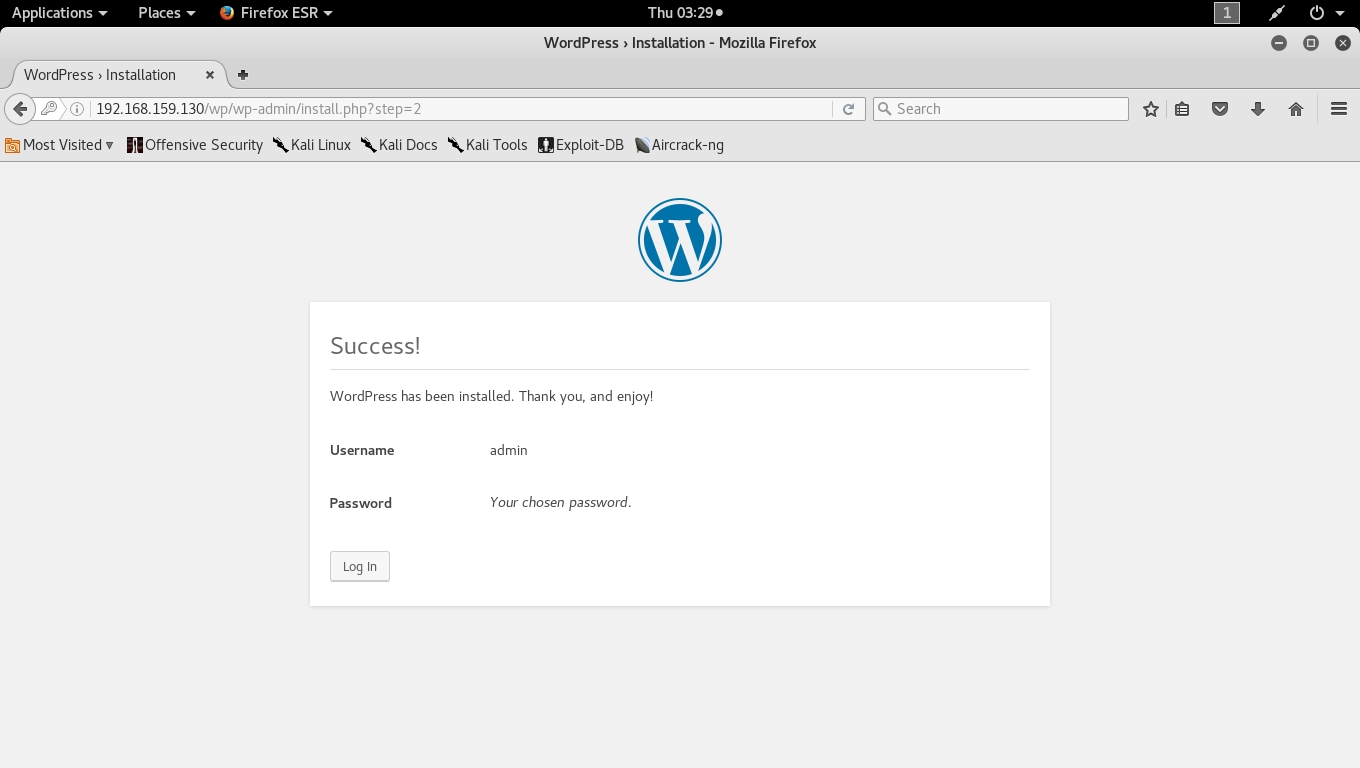 Applications Places Firefox ESR Thu 03:29 1
WordPress › Installation - Mozilla Firefox
WordPress › Installation
192.168.159.130/wp/wp-admin/install.php?step=2 Search
Most Visited Offensive Security Kali Linux Kali Docs Kali Tools Exploit-DB Aircrack-ng
Success!
WordPress has been installed. Thank you, and enjoy!
Username admin
Password Your chosen password.
Log In